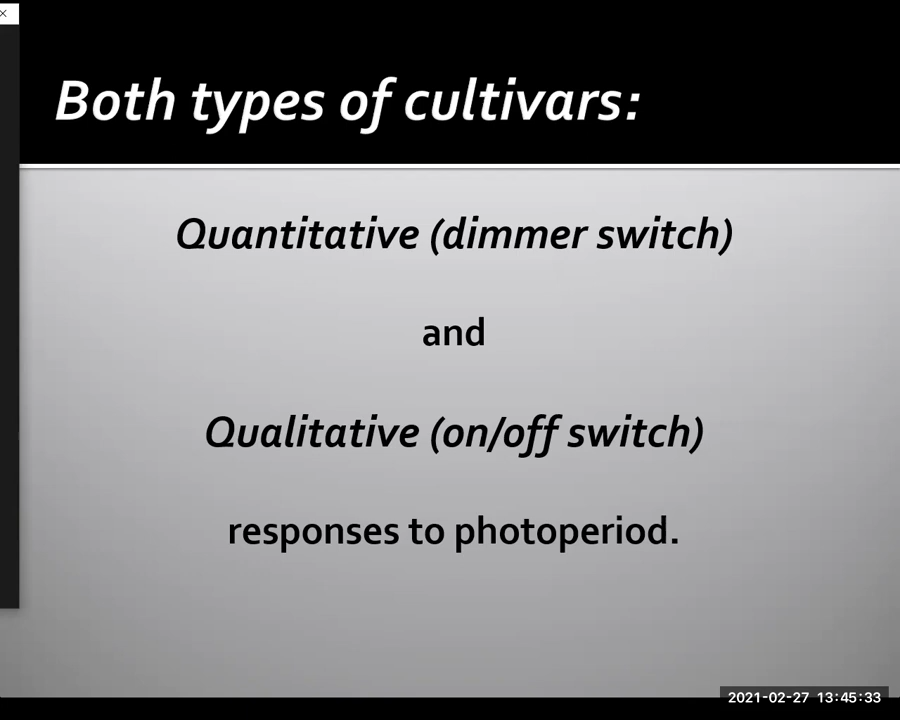 Both types of cultivars:
Quantitative (dimmer switch)
and
Qualitative (on/off switch)
responses to photoperiod.
2021-02-27 13:45:33